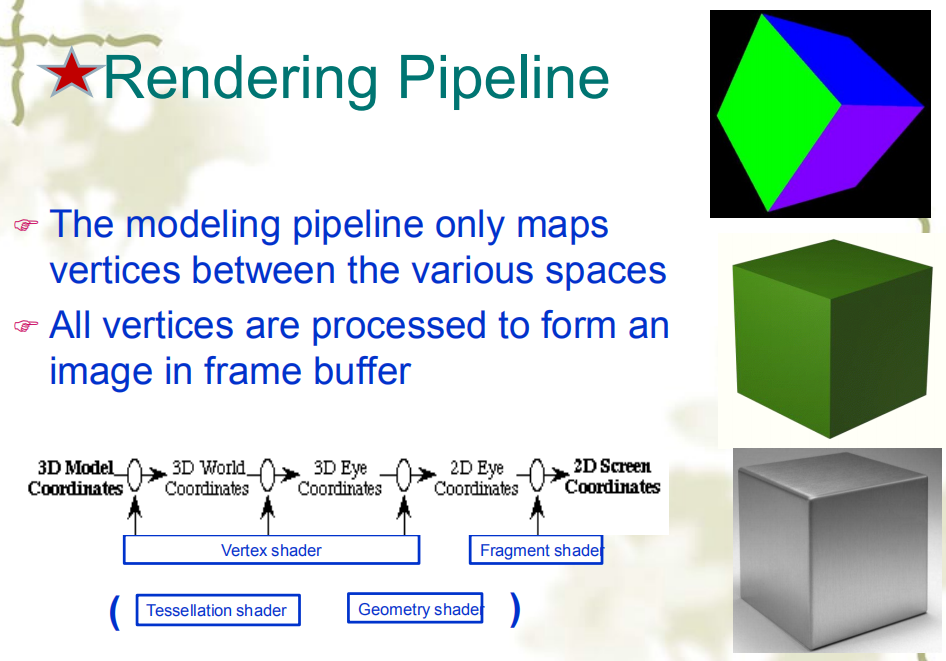 Rendering Pipeline
The modeling pipeline only maps
vertices between the various spaces
All vertices are processed to form an
image in frame buffer
3D Model 3D World 3D Eye 2D Eye 2D Screen
Coordinates Coordinates Coordinates Coordinates Coordinates
Vertex shader Fragment shader
( Tessellation shader Geometry shader )